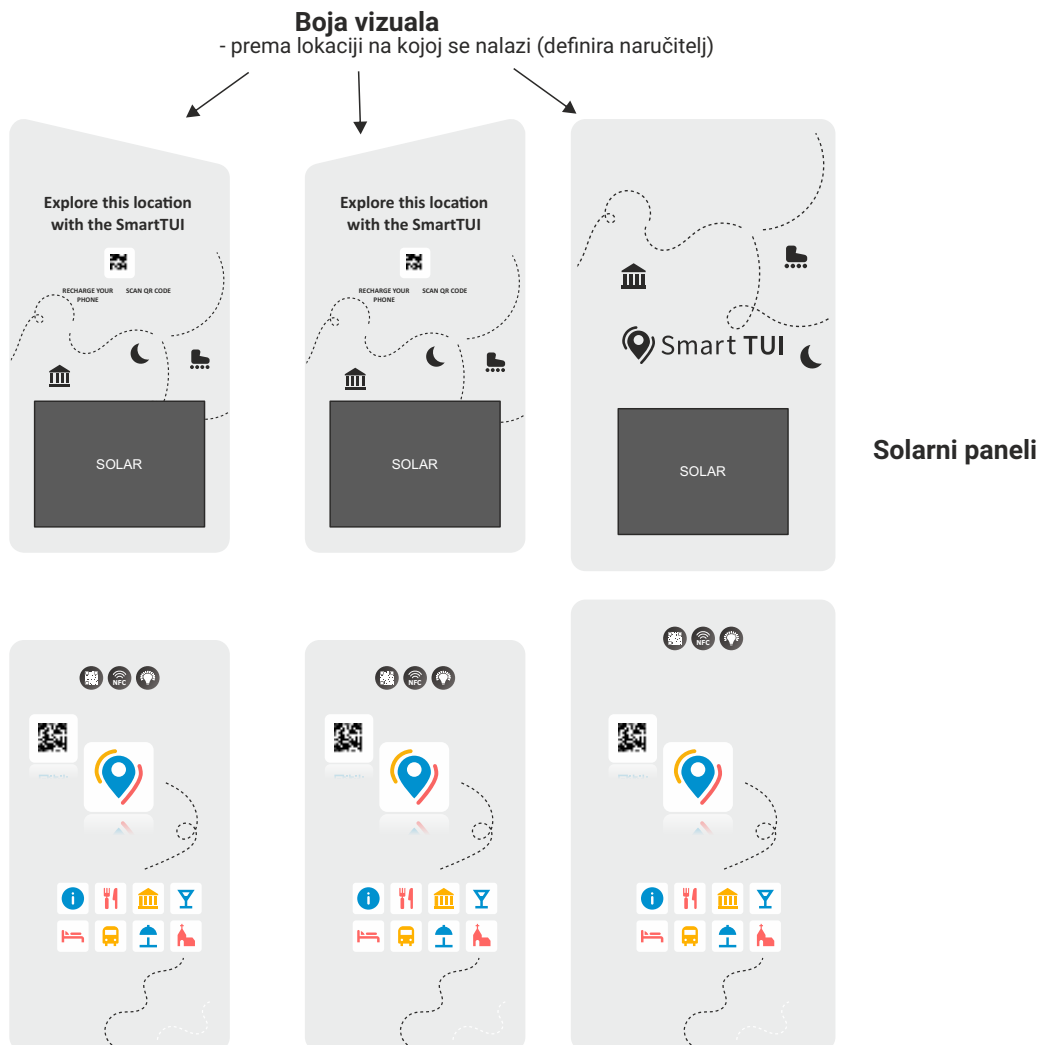 Boja vizuala
- prema lokaciji na kojoj se nalazi (definira naručitelj)
Explore this location
with the SmartTUI
RECHARGE YOUR
PHONE
SCAN QR CODE
SOLAR
Explore this location
with the SmartTUI
RECHARGE YOUR
PHONE
SCAN QR CODE
SOLAR
Smart TUI
SOLAR
Solarni paneli
NFC
NFC
NFC